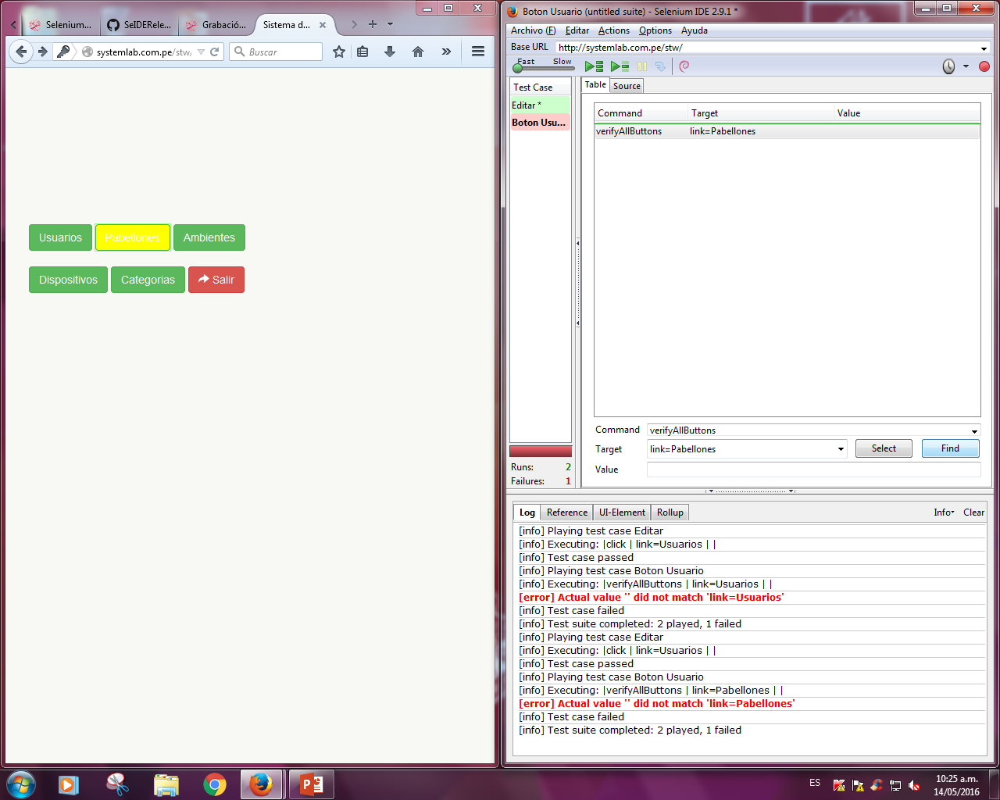 Selenium...
SeIDERele...
Grabació...
Sistema d...
systemlab.com.pe/stw,
Buscar
Usuarios
Pabellones
Ambientes
Dispositivos
Categorias
Salir
Boton Usuario (untitled suite) - Selenium IDE 2.9.1 *
Archivo (F)
Editar
Actions
Options
Ayuda
Base URL
http://systemlab.com.pe/stw/
Fast
Slow
Test Case
Editar *
Boton Usu...
Runs: 2
Failures: 1
Table
Source
Command
Target
Value
verifyAllButtons
link=Pabellones
Command
verifyAllButtons
Target
link=Pabellones
Select
Find
Value
Log
Reference
UI-Element
Rollup
Info
Clear
[info] Playing test case Editar
[info] Executing: |click | link=Usuarios | |
[info] Test case passed
[info] Playing test case Boton Usuario
[info] Executing: |verifyAllButtons | link=Usuarios | |
[error] Actual value '' did not match 'link=Usuarios'
[info] Test case failed
[info] Test suite completed: 2 played, 1 failed
[info] Playing test case Editar
[info] Executing: |click | link=Usuarios | |
[info] Test case passed
[info] Playing test case Boton Usuario
[info] Executing: |verifyAllButtons | link=Pabellones | |
[error] Actual value '' did not match 'link=Pabellones'
[info] Test case failed
[info] Test suite completed: 2 played, 1 failed
ES
10:25 a.m.
14/05/2016